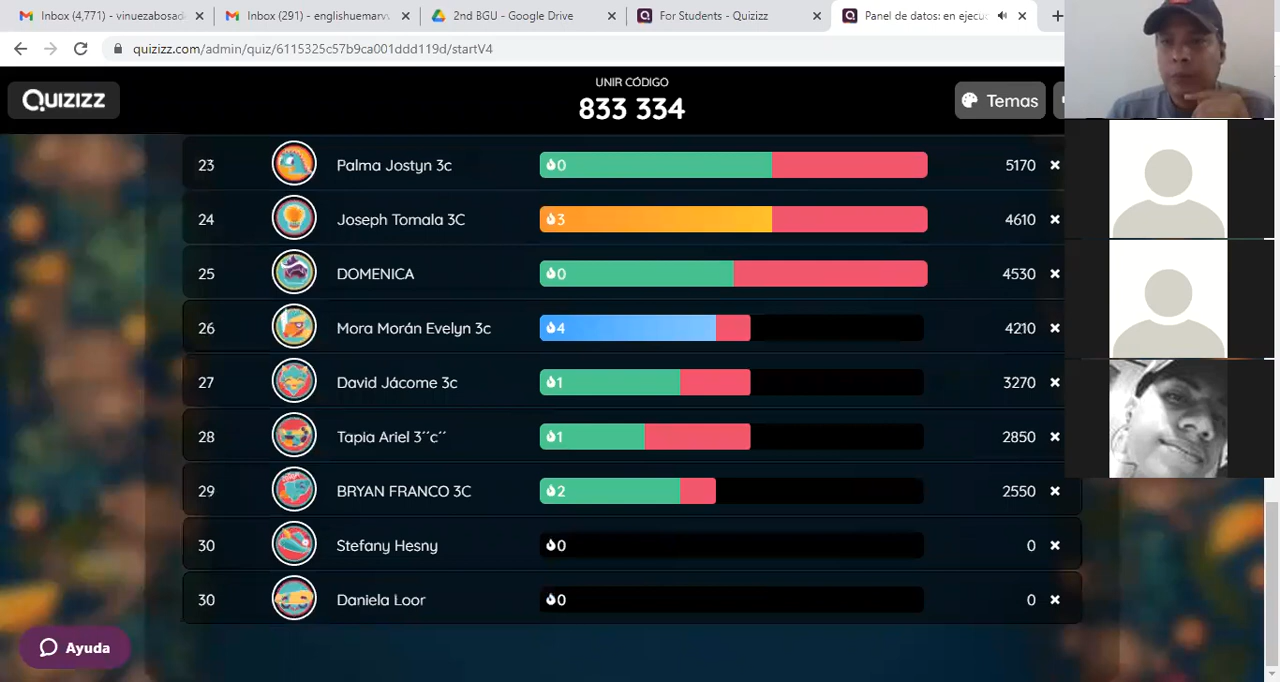 Inbox (4,771) - vinuezabosad
Inbox (291) - englishuemarvv
2nd BGU - Google Drive
For Students - Quizizz
Panel de datos: en ejecu
quizizz.com/admin/quiz/6115325c57b9ca001ddd119d/startV4
QUIZIZZ
UNIR CÓDIGO
833 334
Temas
23 Palma Jostyn 3c 0 5170
24 Joseph Tomala 3C 3 4610
25 DOMENICA 0 4530
26 Mora Morán Evelyn 3c 4 4210
27 David Jácome 3c 1 3270
28 Tapia Ariel 3´´c´´ 1 2850
29 BRYAN FRANCO 3C 2 2550
30 Stefany Hesny 0 0
30 Daniela Loor 0 0
Ayuda